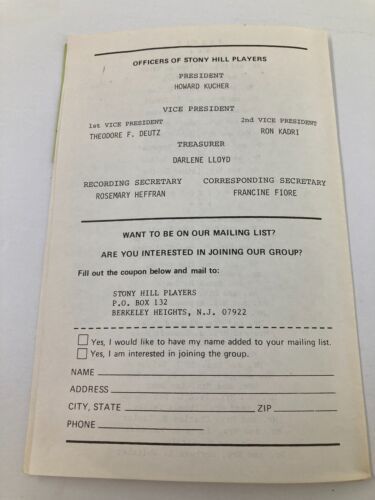 OFFICERS OF STONY HILL PLAYERS
PRESIDENT
HOWARD KUCHER
VICE PRESIDENT
1st VICE PRESIDENT 2nd VICE PRESIDENT
THEODORE F. DEUTZ RON KADRI
TREASURER
DARLENE LLOYD
RECORDING SECRETARY CORRESPONDING SECRETARY
ROSEMARY HEFFRAN FRANCINE FIORE
WANT TO BE ON OUR MAILING LIST?
ARE YOU INTERESTED IN JOINING OUR GROUP?
Fill out the coupon below and mail to:
STONY HILL PLAYERS
P.O. BOX 132
BERKELEY HEIGHTS, N.J. 07922
Yes, I would like to have my name added to your mailing list.
Yes, I am interested in joining the group.
NAME
ADDRESS
CITY, STATE ZIP
PHONE